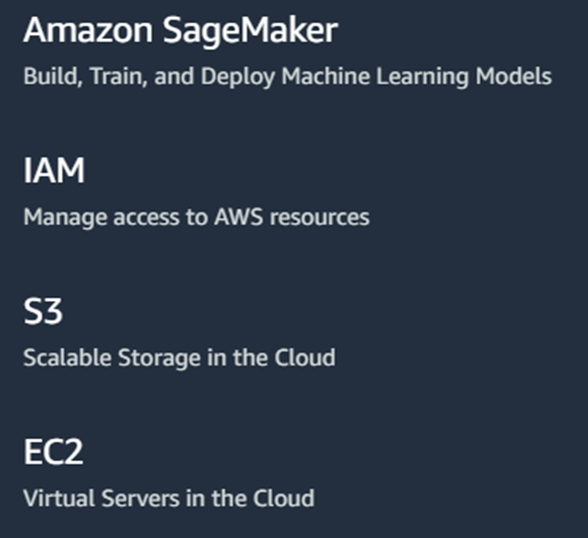 Amazon SageMaker
Build, Train, and Deploy Machine Learning Models
IAM
Manage access to AWS resources
S3
Scalable Storage in the Cloud
EC2
Virtual Servers in the Cloud